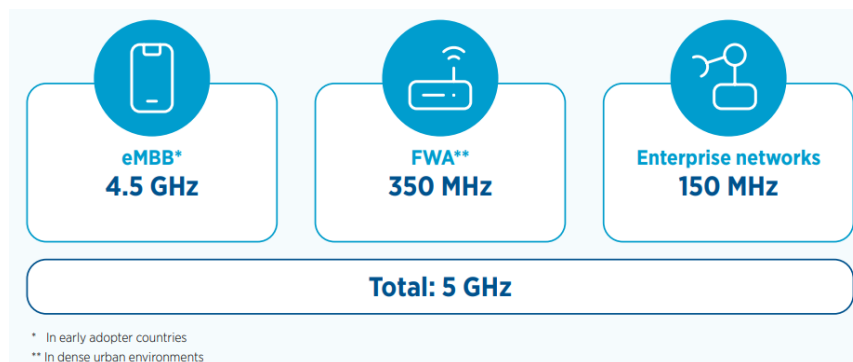 eMBB*
4.5 GHz
FWA**
350 MHz
Enterprise networks
150 MHz
Total: 5 GHz
* In early adopter countries
** In dense urban environments